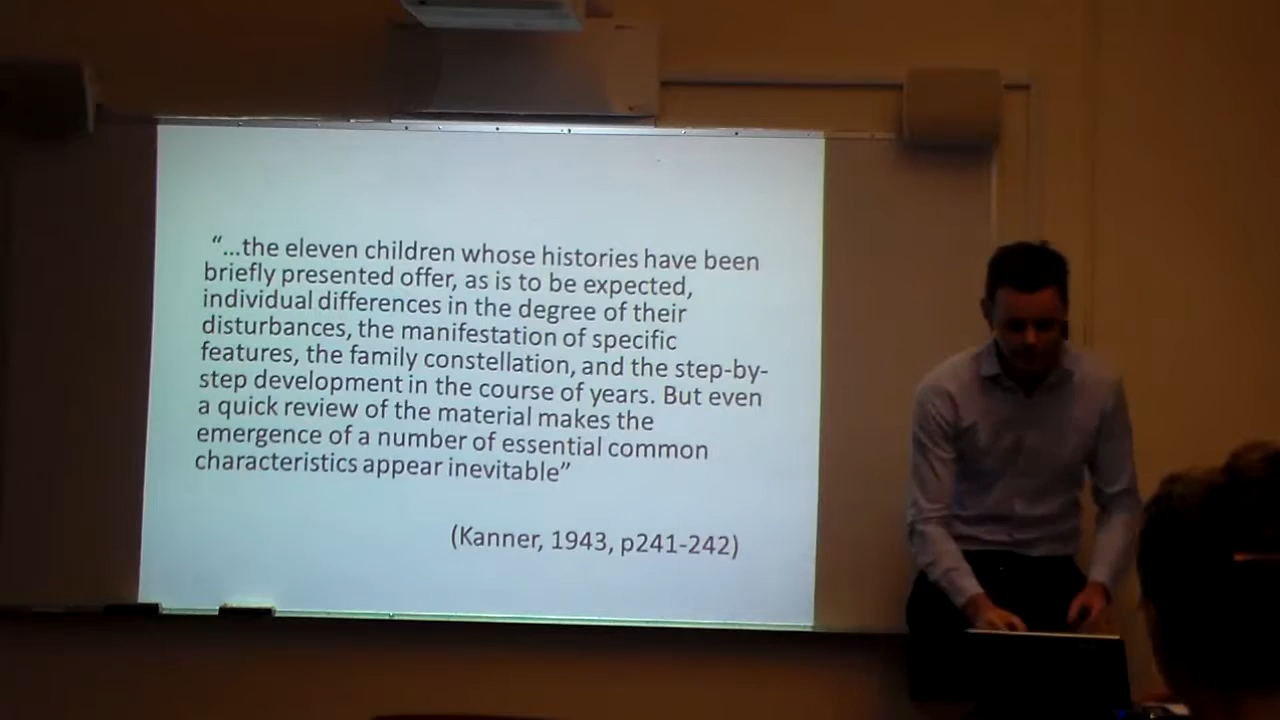 “...the eleven children whose histories have been
briefly presented offer, as is to be expected,
individual differences in the degree of their
disturbances, the manifestation of specific
features, the family constellation, and the step-by-
step development in the course of years. But even
a quick review of the material makes the
emergence of a number of essential common
characteristics appear inevitable”
(Kanner, 1943, p241-242)